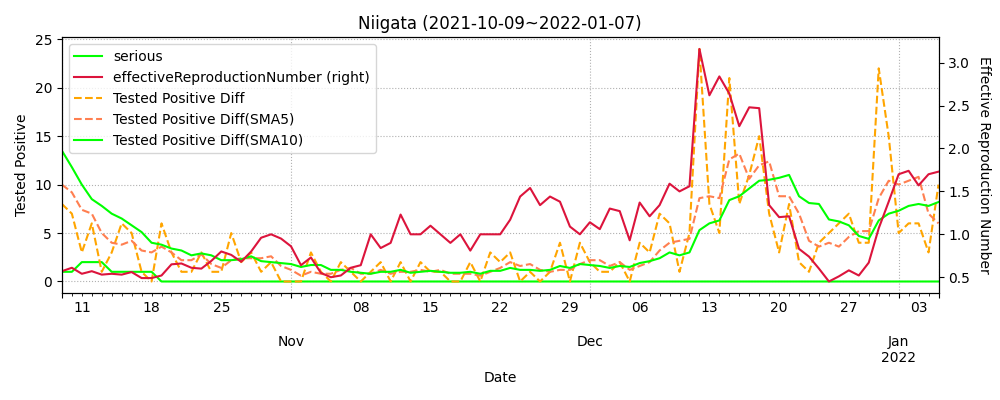 Niigata (2021-10-09~2022-01-07)
serious
effectiveReproductionNumber (right)
Tested Positive Diff
Tested Positive Diff(SMA5)
Tested Positive Diff(SMA10)
Tested Positive
25
20
15
10
5
0
Effective Reproduction Number
3.0
2.5
2.0
1.5
1.0
0.5
11 18 25 08 15 22 29 06 13 20 27 03
Nov Dec Jan
2022
Date